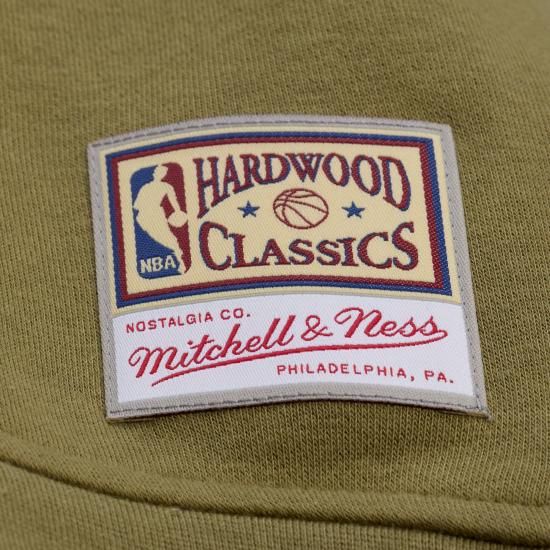 HARDWOOD
CLASSICS
NBA
NOSTALGIA CO.
Mitchell & Ness
PHILADELPHIA, PA.